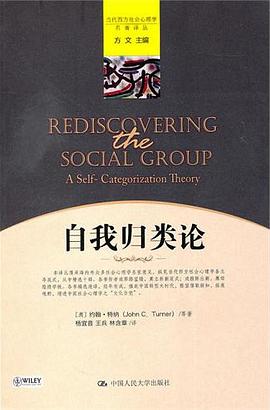 当代西方社会心理学
名著译丛
方文 主编
REDISCOVERING
the
SOCIAL GROUP
A Self- Categorization Theory
自我归类论
[澳] 约翰·特纳 (John C. Turner) 等著
杨宜音 王兵 林含章 译
WILEY
中国人民大学出版社